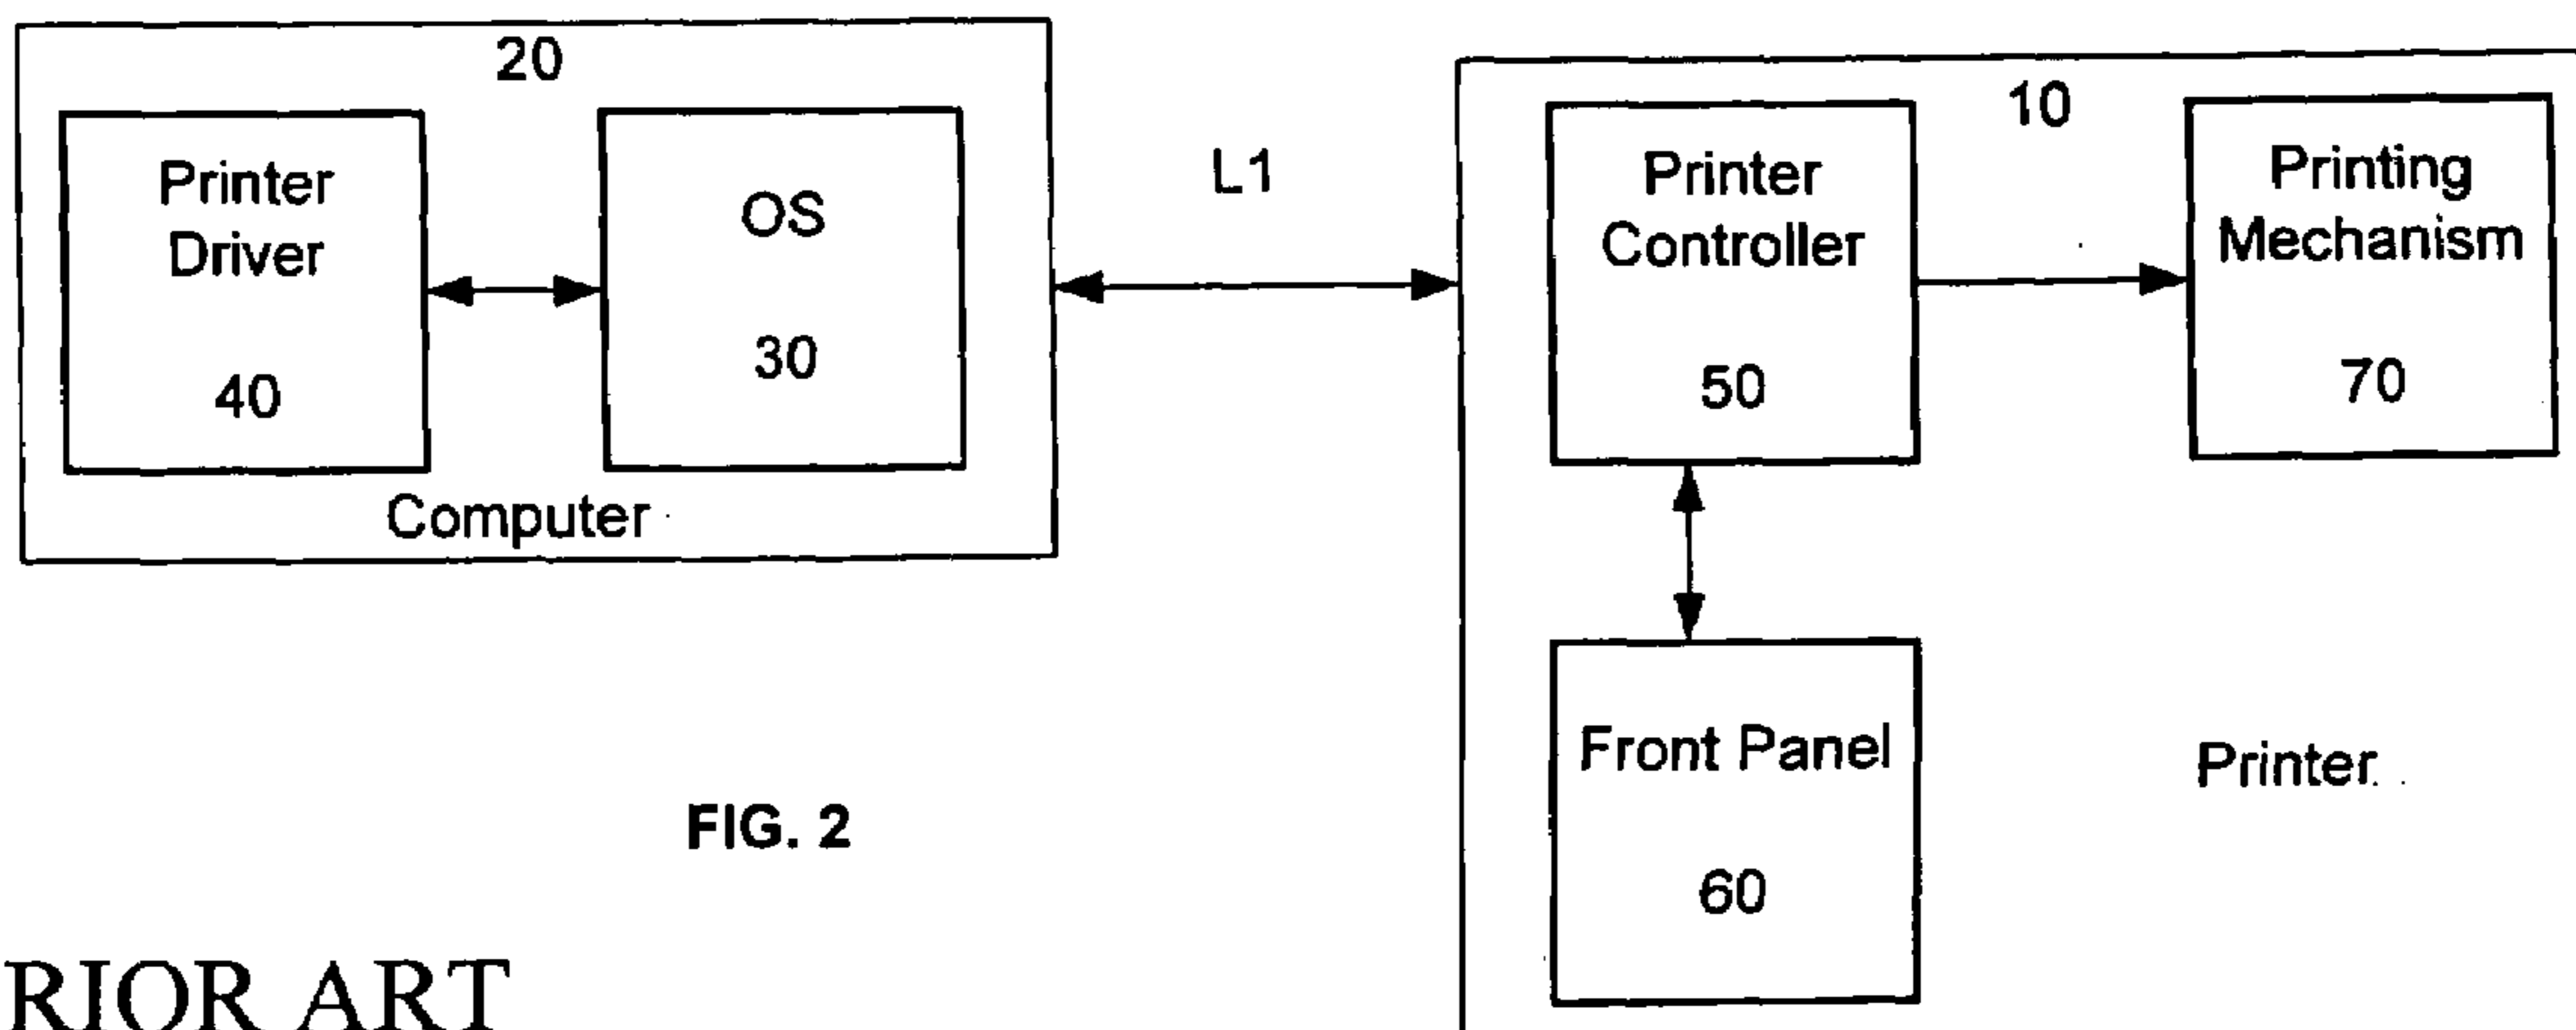 20
Printer
Driver
40
OS
30
Computer
L1
10
Printer
Controller
50
Printing
Mechanism
70
Front Panel
60
Printer
FIG. 2
RIOR ART